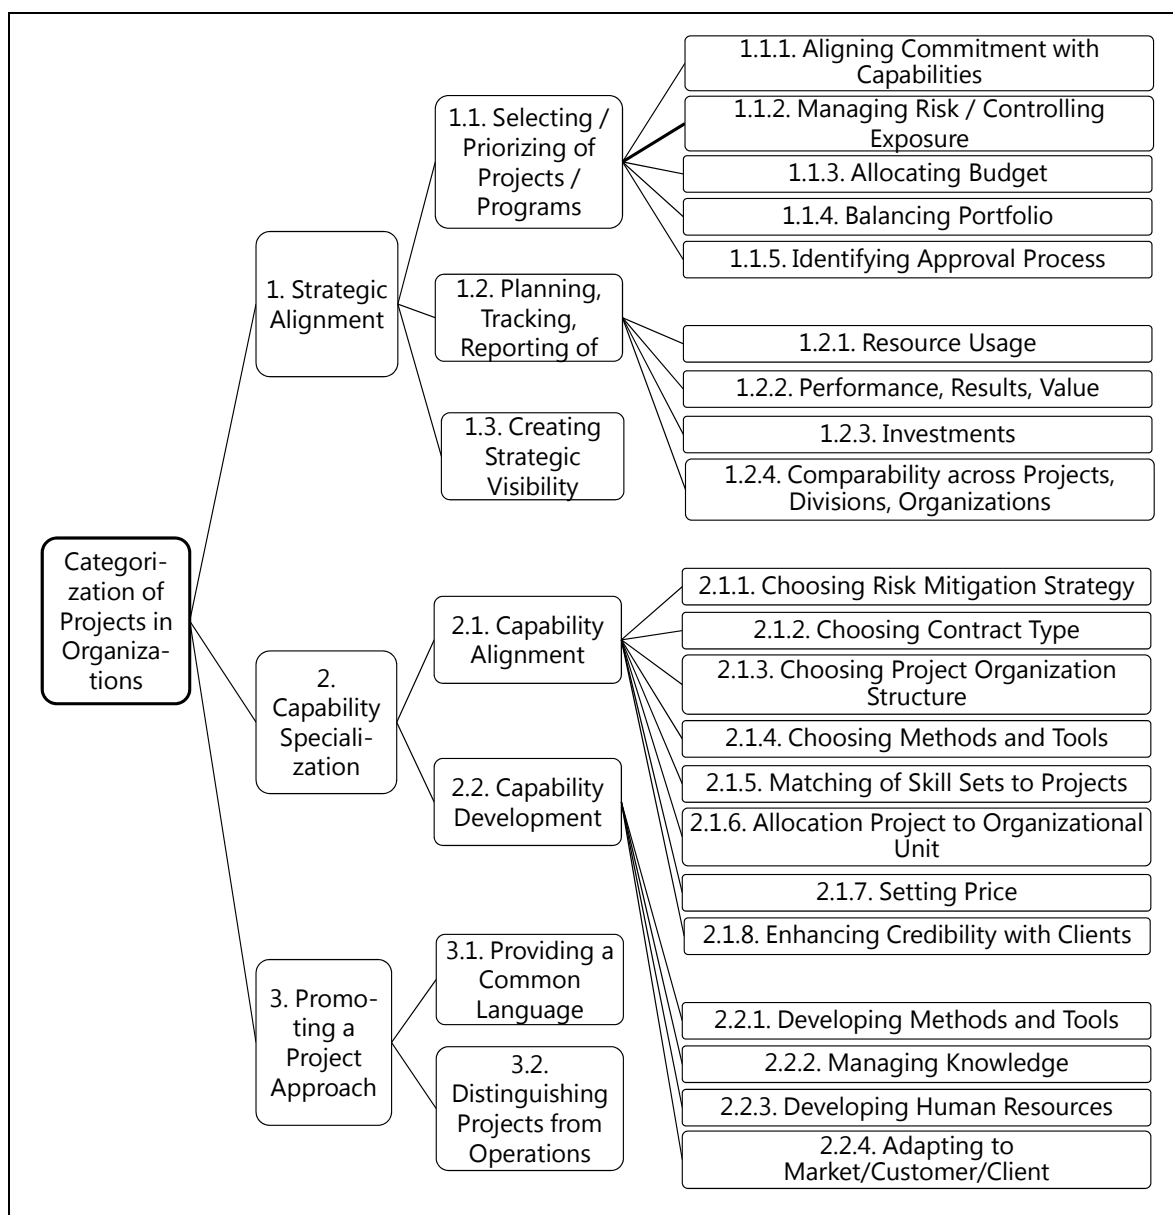 Categori-
zation of
Projects in
Organiza-
tions
1. Strategic
Alignment
1.1. Selecting /
Priorizing of
Projects /
Programs
1.1.1. Aligning Commitment with
Capabilities
1.1.2. Managing Risk / Controlling
Exposure
1.1.3. Allocating Budget
1.1.4. Balancing Portfolio
1.1.5. Identifying Approval Process
1.2. Planning,
Tracking,
Reporting of
1.2.1. Resource Usage
1.2.2. Performance, Results, Value
1.2.3. Investments
1.2.4. Comparability across Projects,
Divisions, Organizations
1.3. Creating
Strategic
Visibility
2.
Capability
Speciali-
zation
2.1. Capability
Alignment
2.1.1. Choosing Risk Mitigation Strategy
2.1.2. Choosing Contract Type
2.1.3. Choosing Project Organization
Structure
2.1.4. Choosing Methods and Tools
2.1.5. Matching of Skill Sets to Projects
2.1.6. Allocation Project to Organizational
Unit
2.1.7. Setting Price
2.1.8. Enhancing Credibility with Clients
2.2. Capability
Development
2.2.1. Developing Methods and Tools
2.2.2. Managing Knowledge
2.2.3. Developing Human Resources
2.2.4. Adapting to
Market/Customer/Client
3. Promo-
ting a
Project
Approach
3.1. Providing a
Common
Language
3.2.
Distinguishing
Projects from
Operations